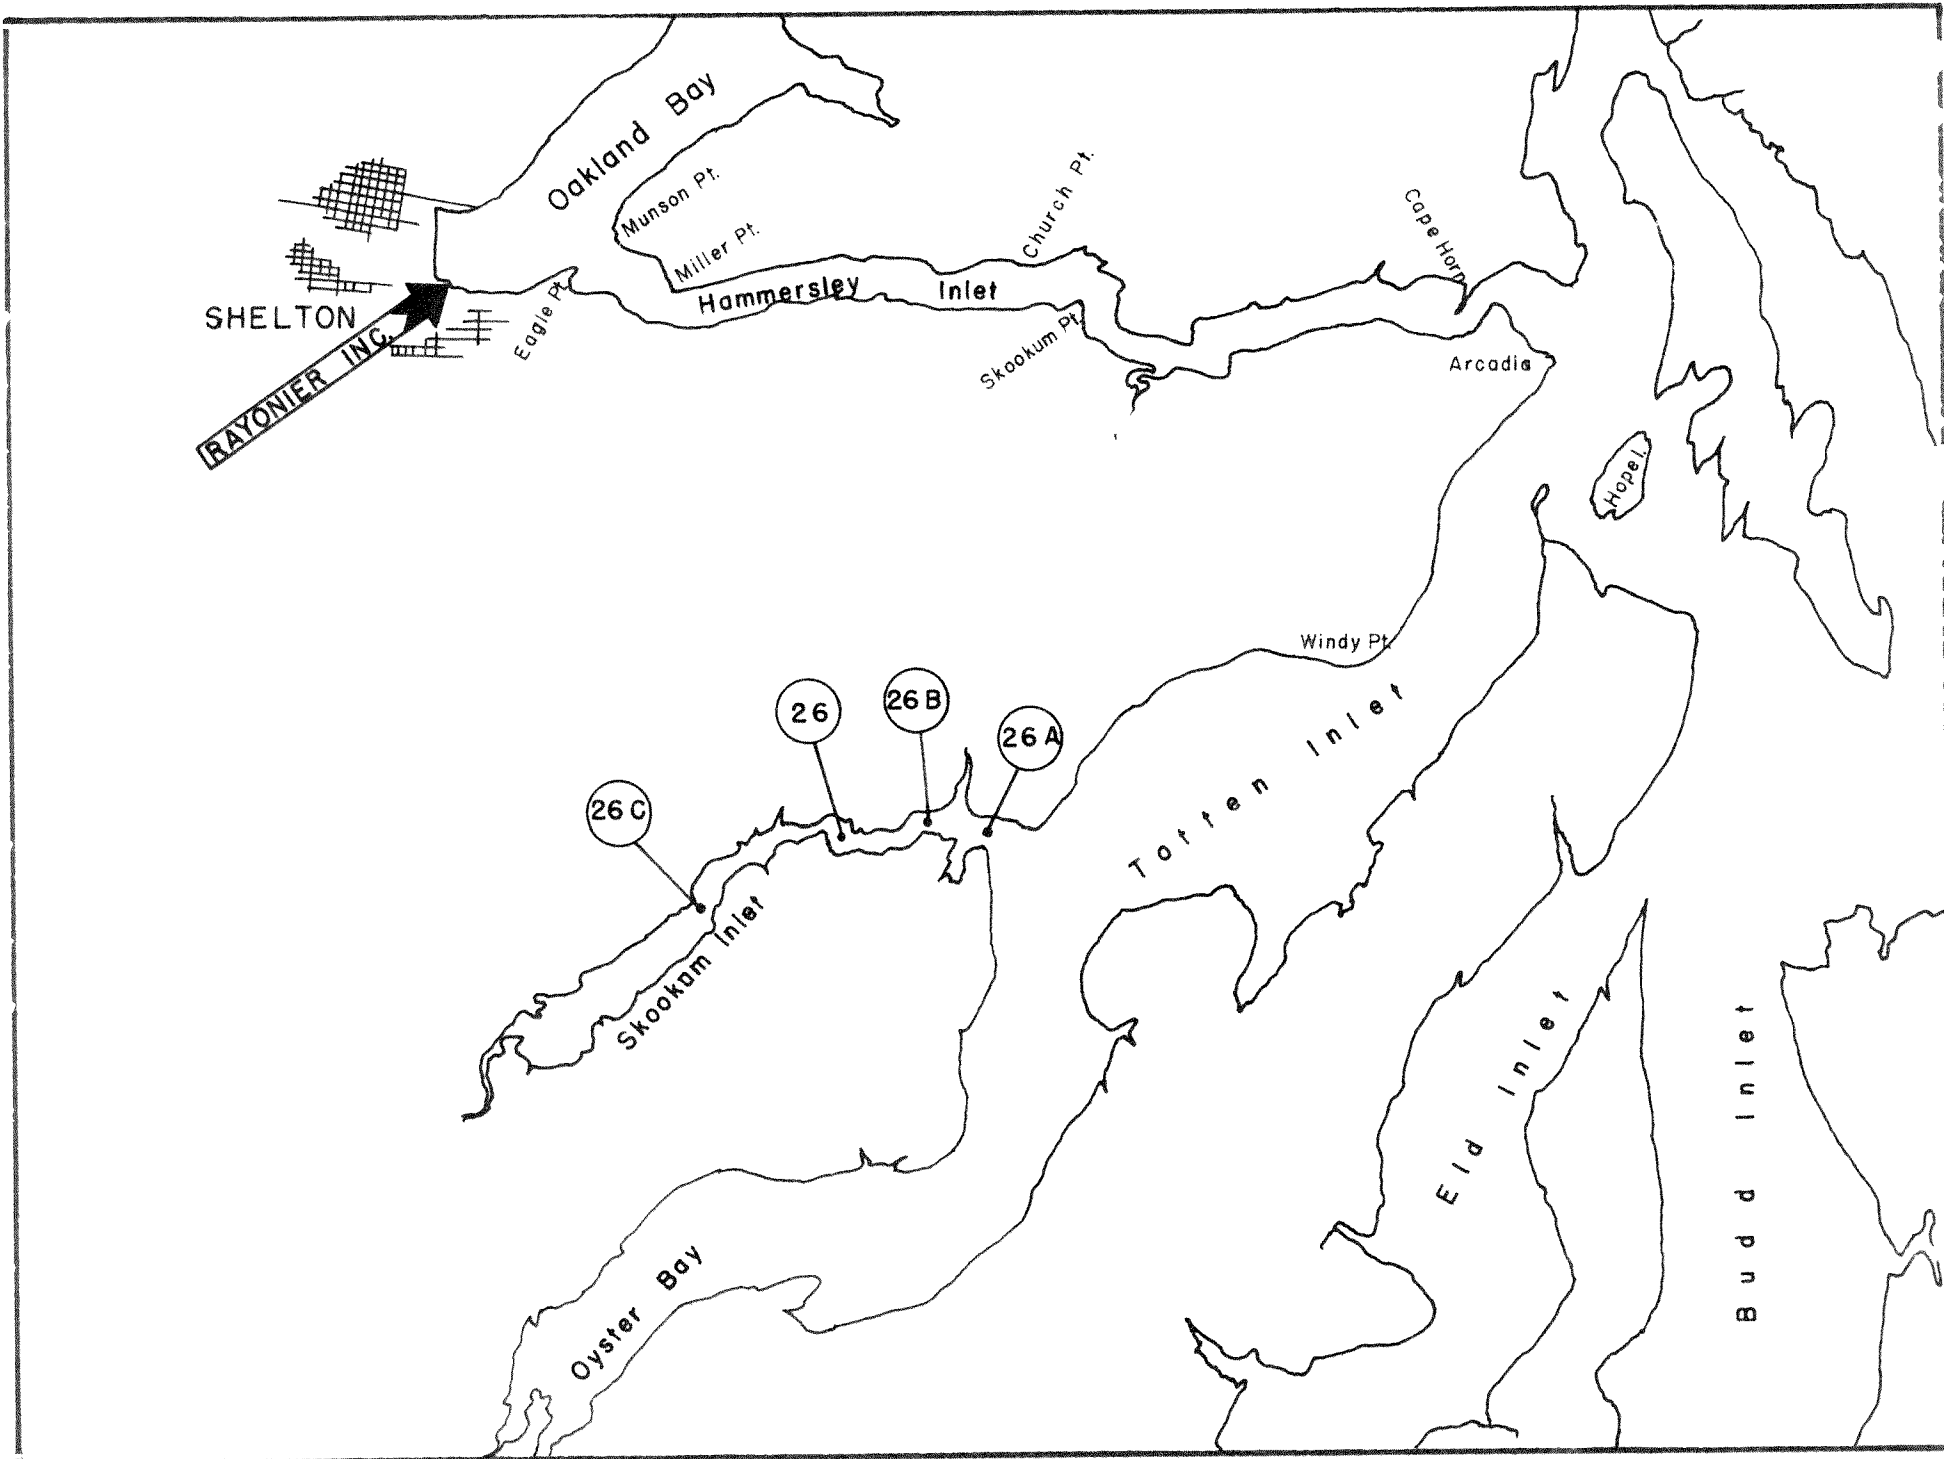 Oakland Bay
Munson Pt.
Miller Pt.
Church Pt.
Cape Horn
Hammersley Inlet
SHELTON
RAYONIER INC.
Eagle Pt.
Skookum Pt.
Arcadia
Hope I.
Windy Pt.
26
26 B
26 A
26 C
Totten Inlet
Skookum Inlet
Eld Inlet
Budd Inlet
Oyster Bay